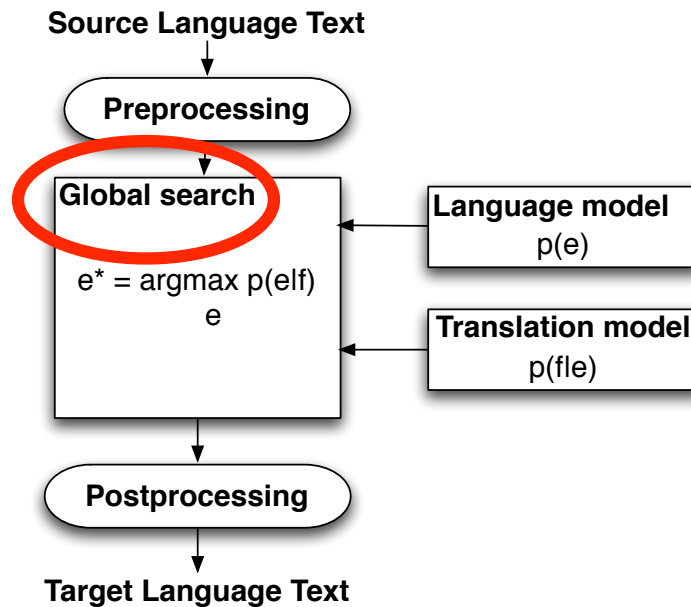 Source Language Text
Preprocessing
Global search
e* = argmax p(e|f)
e
Language model
p(e)
Translation model
p(f|e)
Postprocessing
Target Language Text